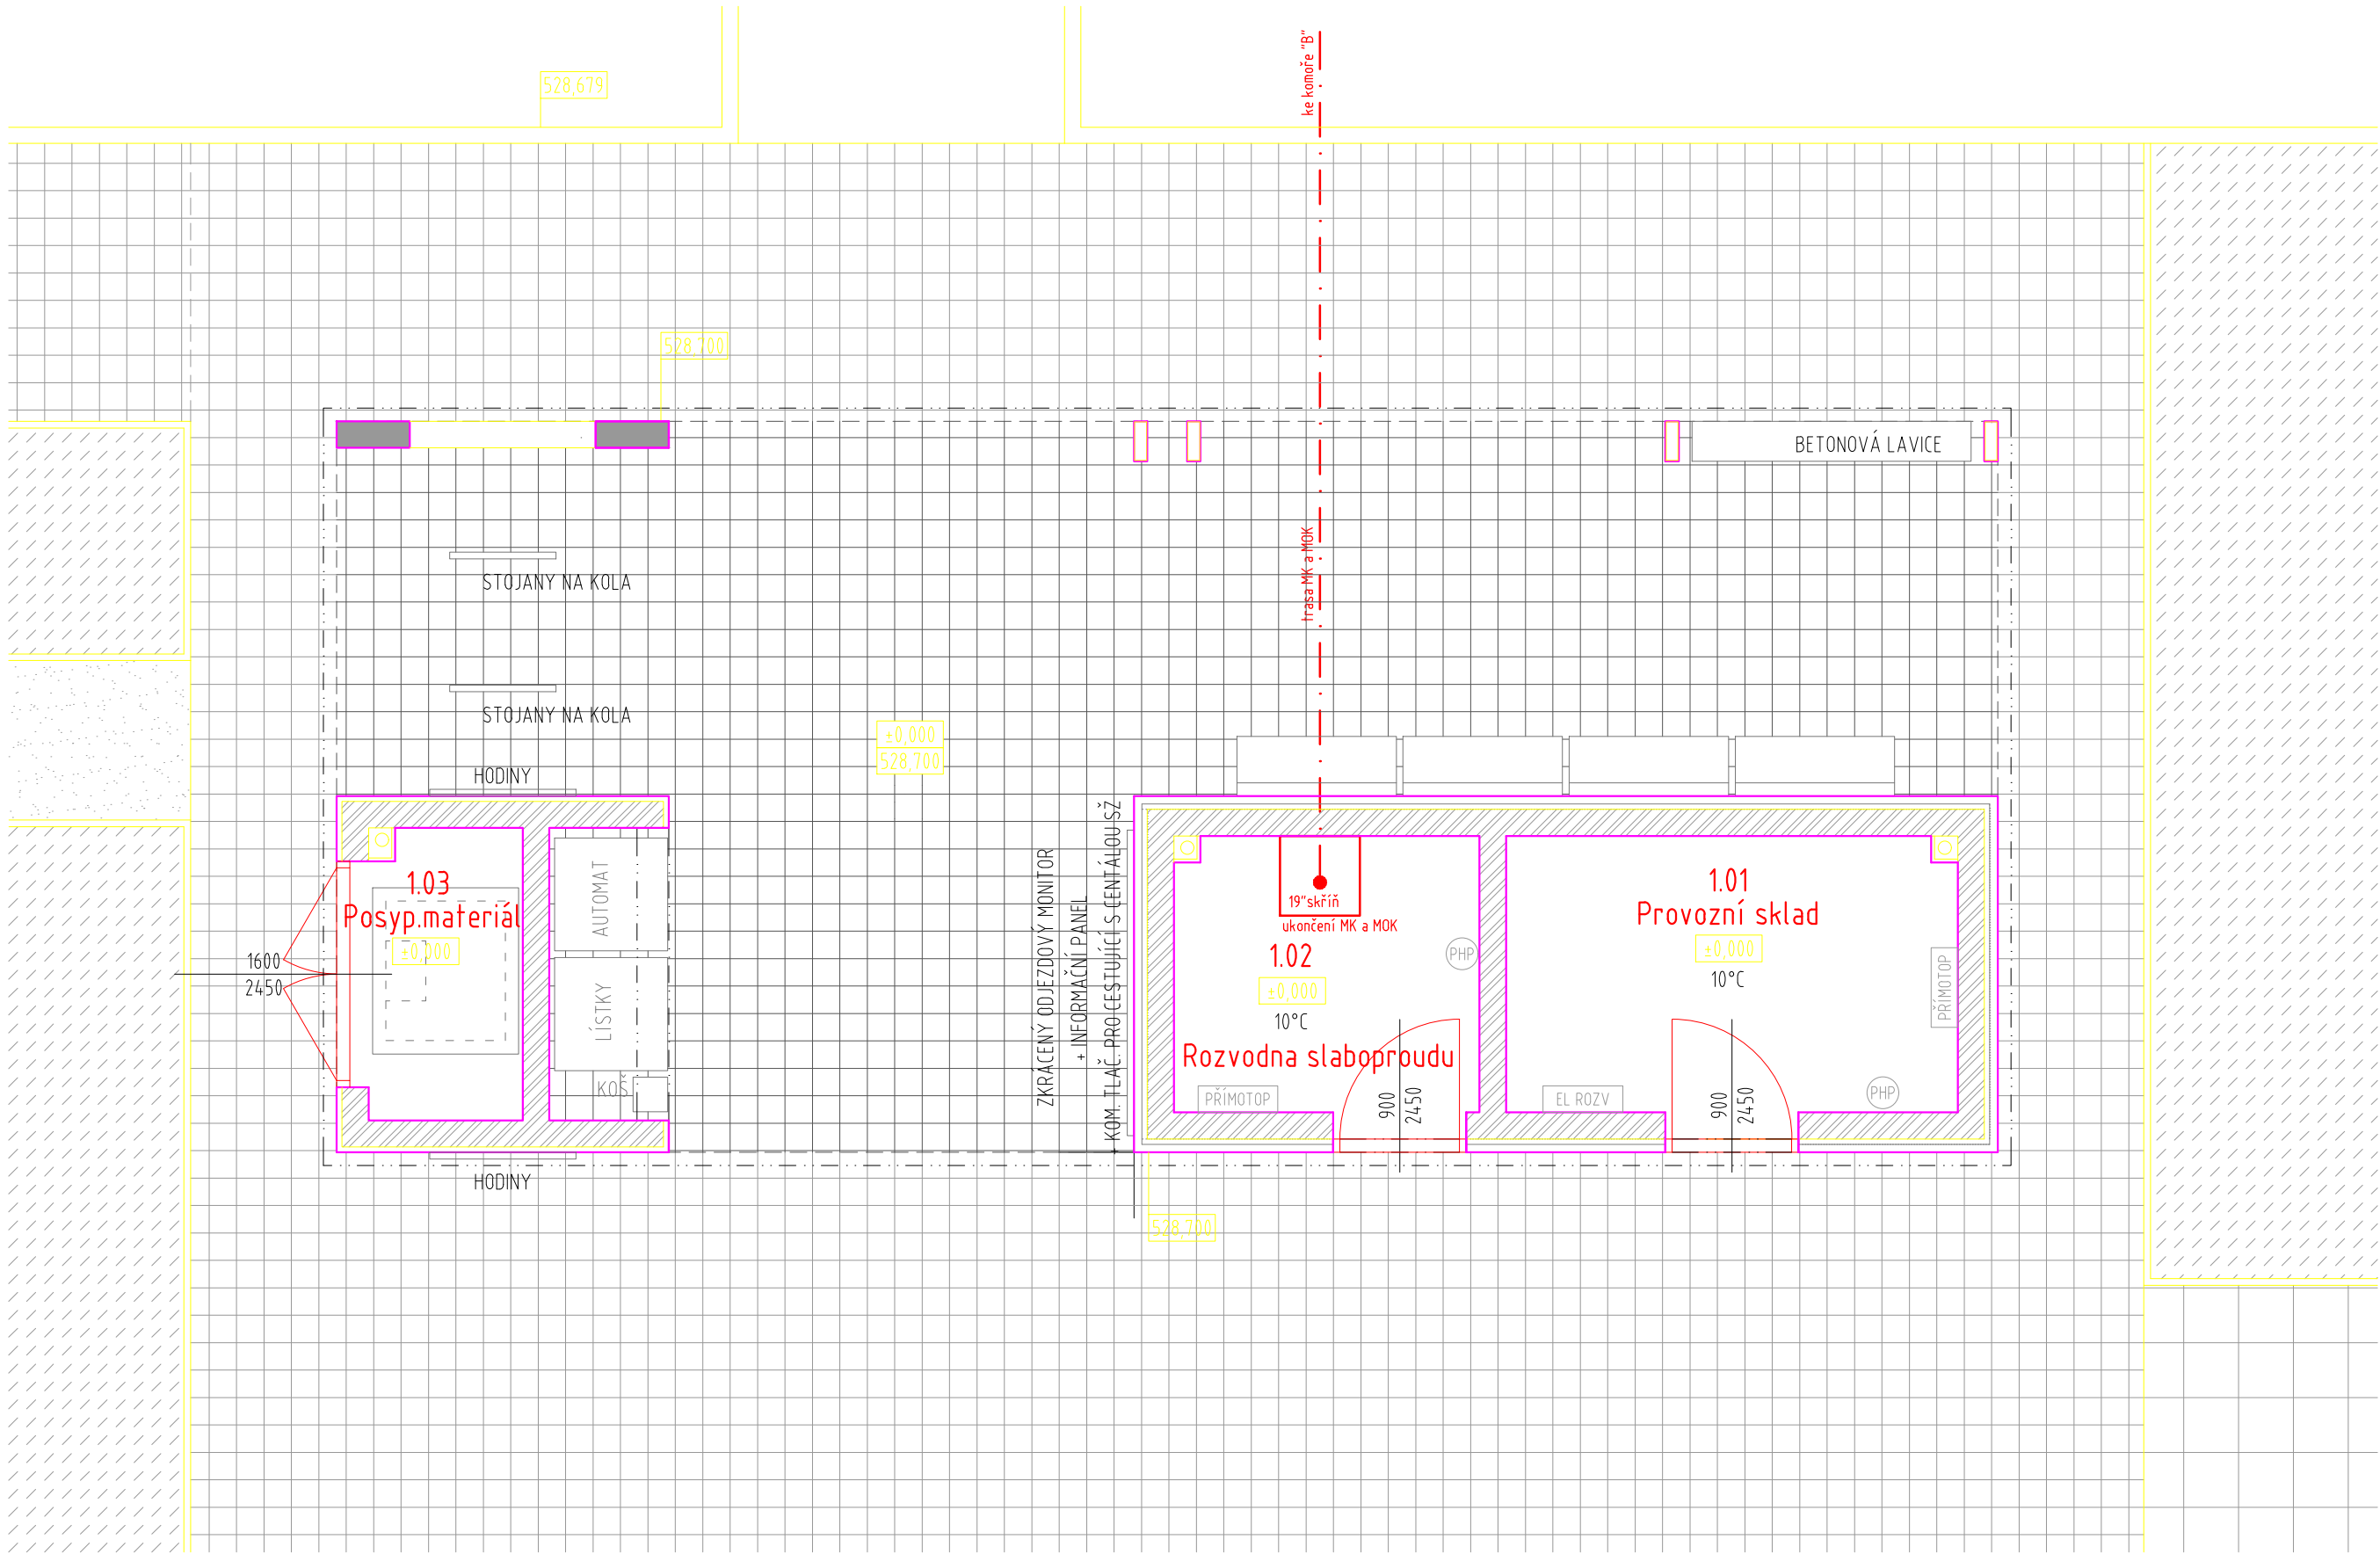 ke komoře "B"
528,679
528,700
BETONOVÁ LAVICE
trasa MK a MOK
STOJANY NA KOLA
STOJANY NA KOLA
±0,000
528,700
HODINY
1.03
Posyp.materiál
±0,000
1600
2450
AUTOMAT
LÍSTKY
KOŠ
HODINY
ZKRÁCENÝ ODJEZDOVÝ MONITOR
+ INFORMAČNÍ PANEL
+ KOM. TLAČ. PRO CESTUJÍCÍ S CENTÁLOU SŽ
19"skříň
ukončení MK a MOK
1.02
±0,000
10°C
Rozvodna slaboproudu
PHP
PŘÍMOTOP
900
2450
1.01
Provozní sklad
±0,000
10°C
PŘÍMOTOP
EL ROZV
PHP
900
2450
528,700